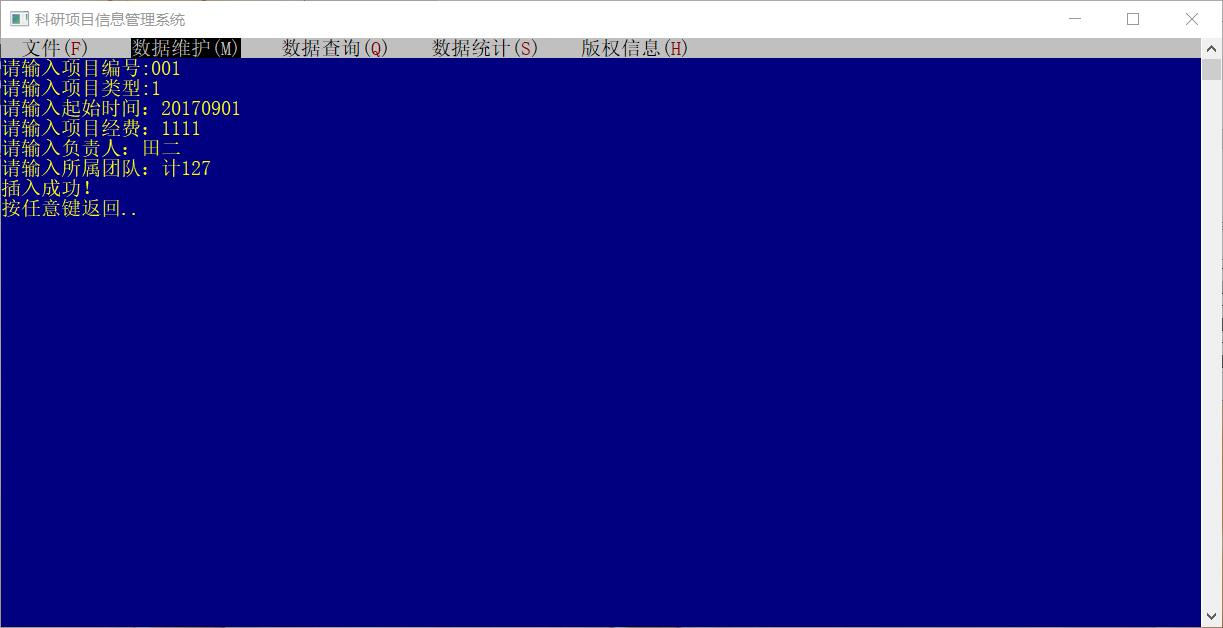 科研项目信息管理系统
文件(F) 数据维护(M) 数据查询(Q) 数据统计(S) 版权信息(H)
请输入项目编号:001
请输入项目类型:1
请输入起始时间：20170901
请输入项目经费：1111
请输入负责人：田二
请输入所属团队：计127
插入成功！
按任意键返回..